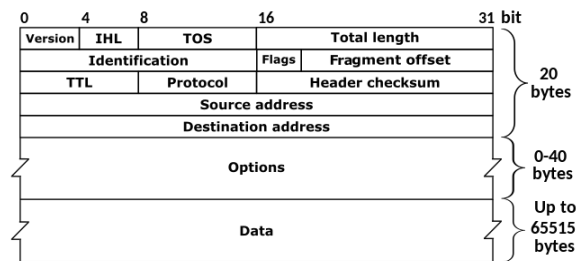 0 4 8 16 31 bit
Version IHL TOS Total length
Identification Flags Fragment offset
TTL Protocol Header checksum
Source address
Destination address
20
bytes
Options
0-40
bytes
Data
Up to
65515
bytes